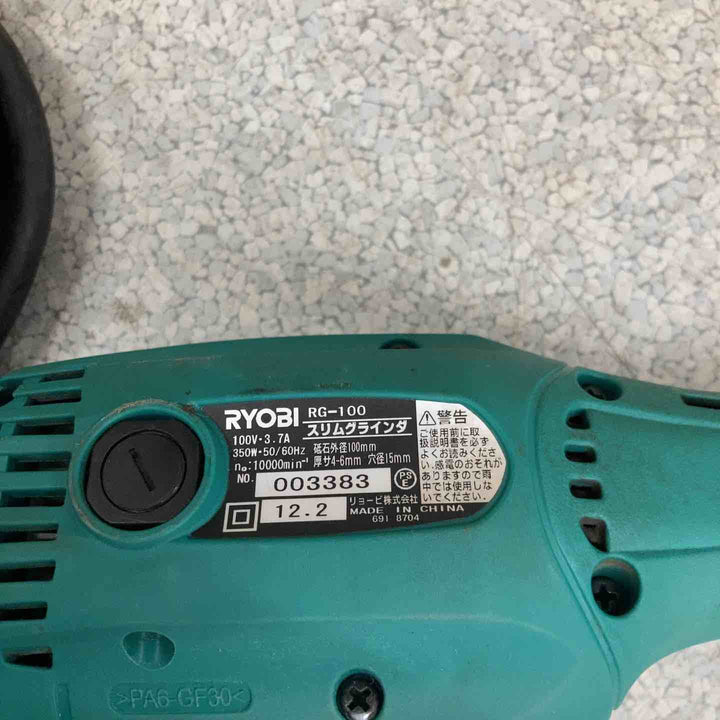 RYOBI RG-100
スリムグラインダ
100V-3.7A
350W・50/60Hz 砥石外径100mm
n₀:10000min⁻¹ 厚サ4-6mm 穴径15mm
NO. 003383
12.2
PS E
リョービ株式会社
MADE IN CHINA
691 8704
⚠警告
ご使用前に取
扱説明書を必ず
よくお読みください
。感電のおそれが
ありますので雨
中では使用しな
いでください。
>PA6-GF30<